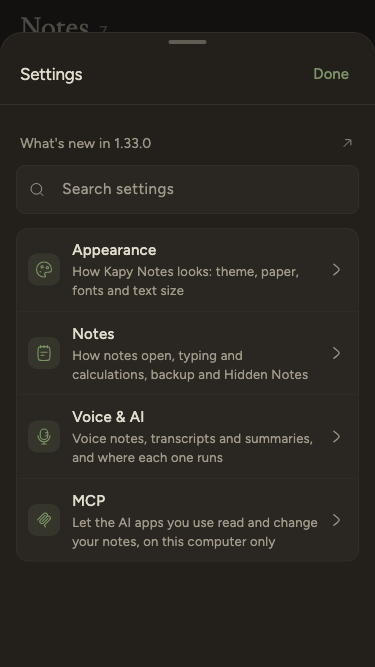 Notes 7
Settings
Done
What's new in 1.33.0
Search settings
Appearance
How Kapy Notes looks: theme, paper,
fonts and text size
Notes
How notes open, typing and
calculations, backup and Hidden Notes
Voice & AI
Voice notes, transcripts and summaries,
and where each one runs
MCP
Let the AI apps you use read and change
your notes, on this computer only